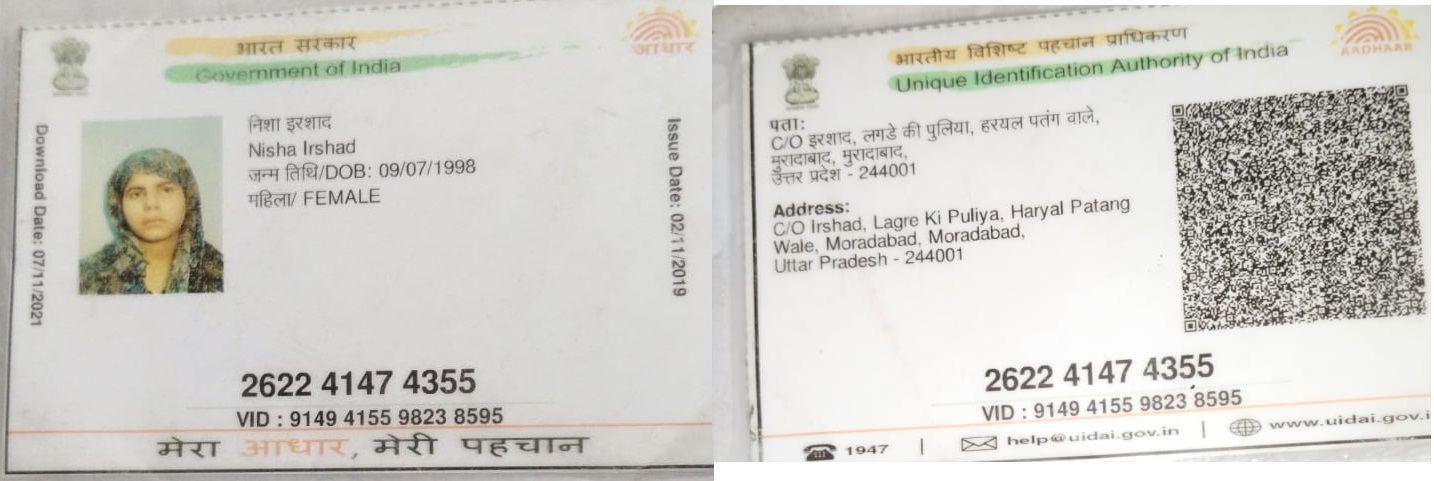 भारत सरकार
Government of India
आधार
Download Date: 07/11/2021
निशा इरशाद
Nisha Irshad
जन्म तिथि/DOB: 09/07/1998
महिला/ FEMALE
Issue Date: 02/11/2019
2622 4147 4355
VID : 9149 4155 9823 8595
मेरा आधार, मेरी पहचान
भारतीय विशिष्ट पहचान प्राधिकरण
Unique Identification Authority of India
AADHAAR
पता:
C/O इरशाद, लगडे की पुलिया, हरयल पतंग वाले,
मुरादाबाद, मुरादाबाद,
उत्तर प्रदेश - 244001
Address:
C/O Irshad, Lagre Ki Puliya, Haryal Patang
Wale, Moradabad, Moradabad,
Uttar Pradesh - 244001
2622 4147 4355
VID : 9149 4155 9823 8595
1947 | help@uidai.gov.in | www.uidai.gov.i